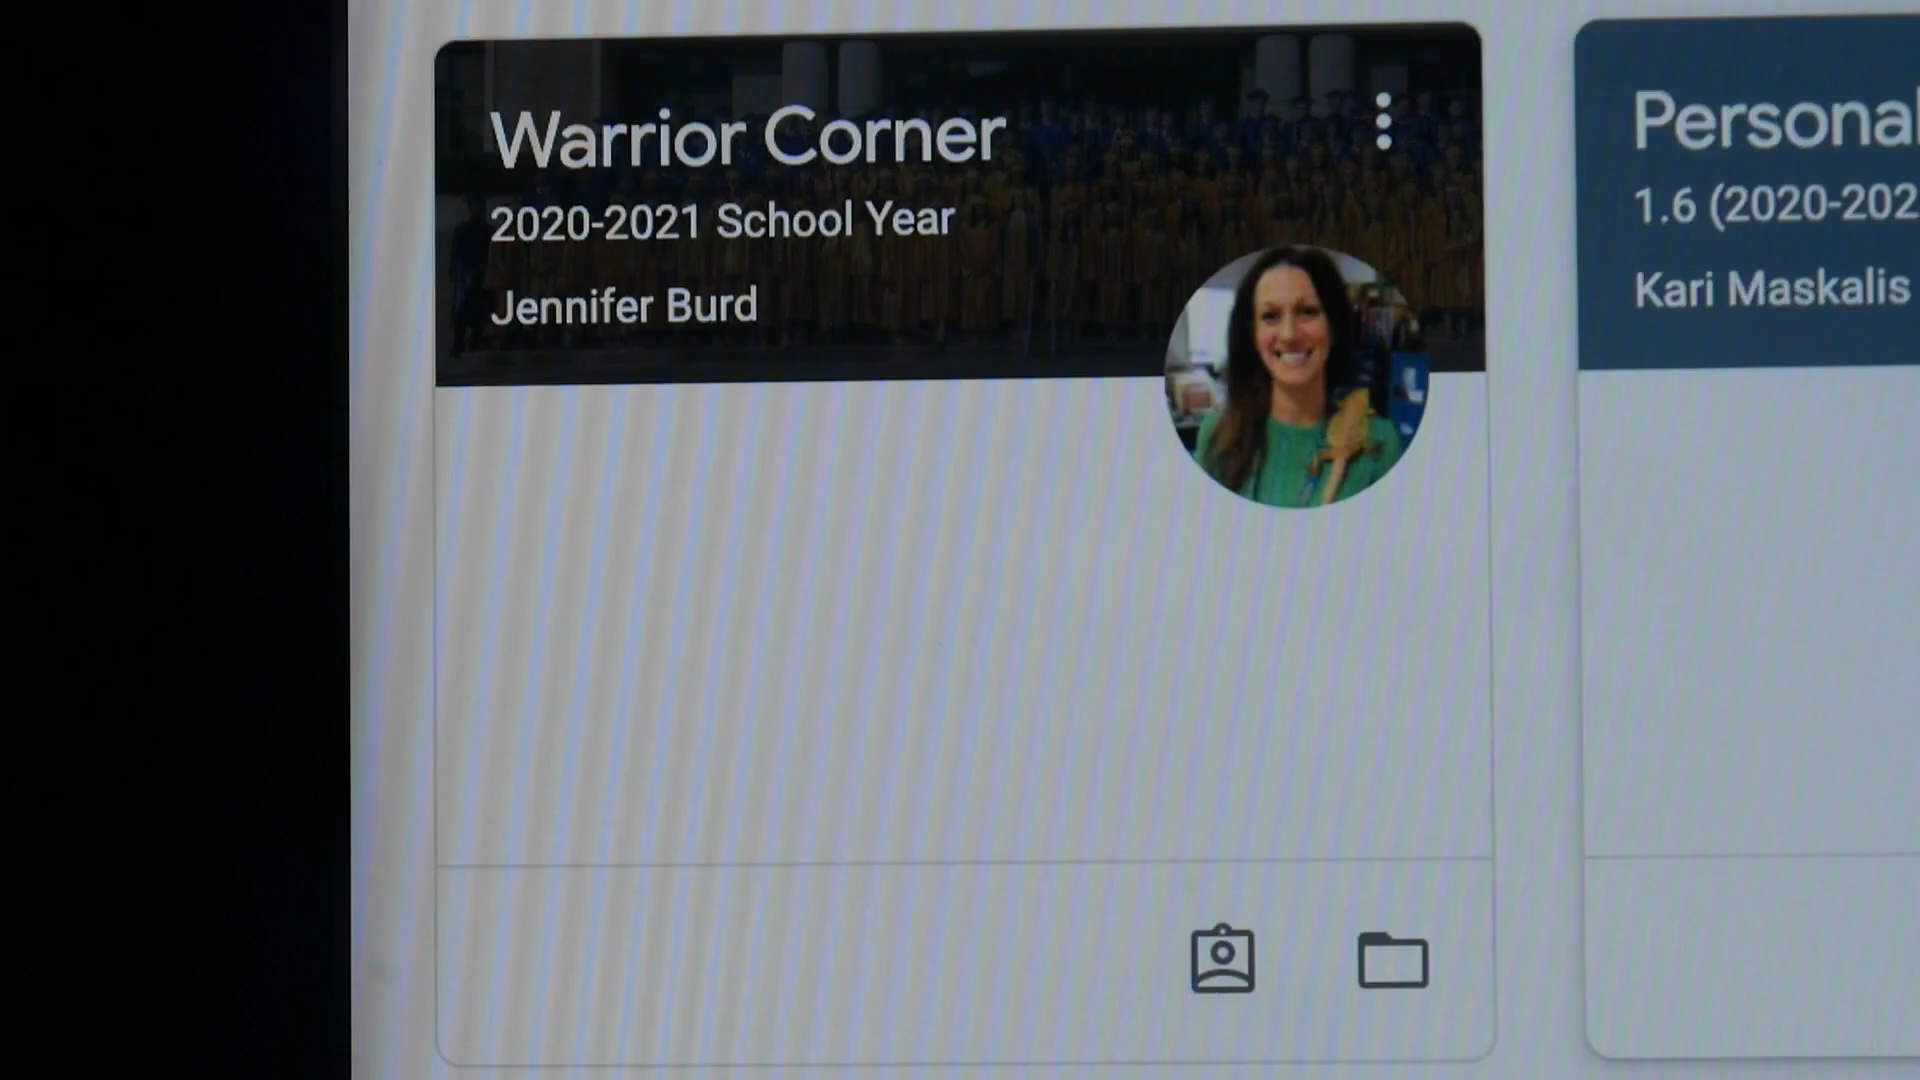 Warrior Corner
2020-2021 School Year
Jennifer Burd
Personal
1.6 (2020-202
Kari Maskalis